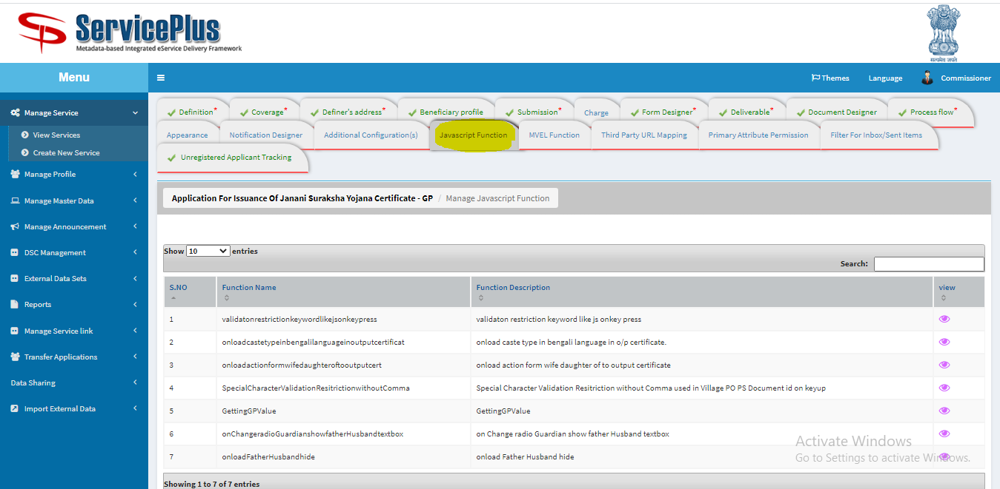 ServicePlus
Metadata-based Integrated eService Delivery Framework
सत्यमेव जयते
Menu
Themes Language Commissioner
Manage Service
View Services
Create New Service
Manage Profile
Manage Master Data
Manage Announcement
DSC Management
External Data Sets
Reports
Manage Service link
Transfer Applications
Data Sharing
Import External Data
Definition* Coverage* Definer's address* Beneficiary profile Submission* Charge Form Designer* Deliverable* Document Designer Process flow*
Appearance Notification Designer Additional Configuration(s) Javascript Function MVEL Function Third Party URL Mapping Primary Attribute Permission Filter For Inbox/Sent Items
Unregistered Applicant Tracking
Application For Issuance Of Janani Suraksha Yojana Certificate - GP / Manage Javascript Function
Show 10 entries
Search:
S.NO Function Name Function Description view
1 validatonrestrictionkeywordlikejsonkeypress validaton restriction keyword like js onkey press
2 onloadcastetypeinbengalilanguageinoutputcertificat onload caste type in bengali language in o/p certificate.
3 onloadactionformwifedaughteroftooutputcert onload action form wife daughter of to output certificate
4 SpecialCharacterValidationResitrictionwithoutComma Special Character Validation Resitriction without Comma used in Village PO PS Document id on keyup
5 GettingGPValue GettingGPValue
6 onChangeradioGuardianshowfatherHusbandtextbox on Change radio Guardian show father Husband textbox
7 onloadFatherHusbandhide onload Father Husband hide
Activate Windows
Go to Settings to activate Windows.
Showing 1 to 7 of 7 entries